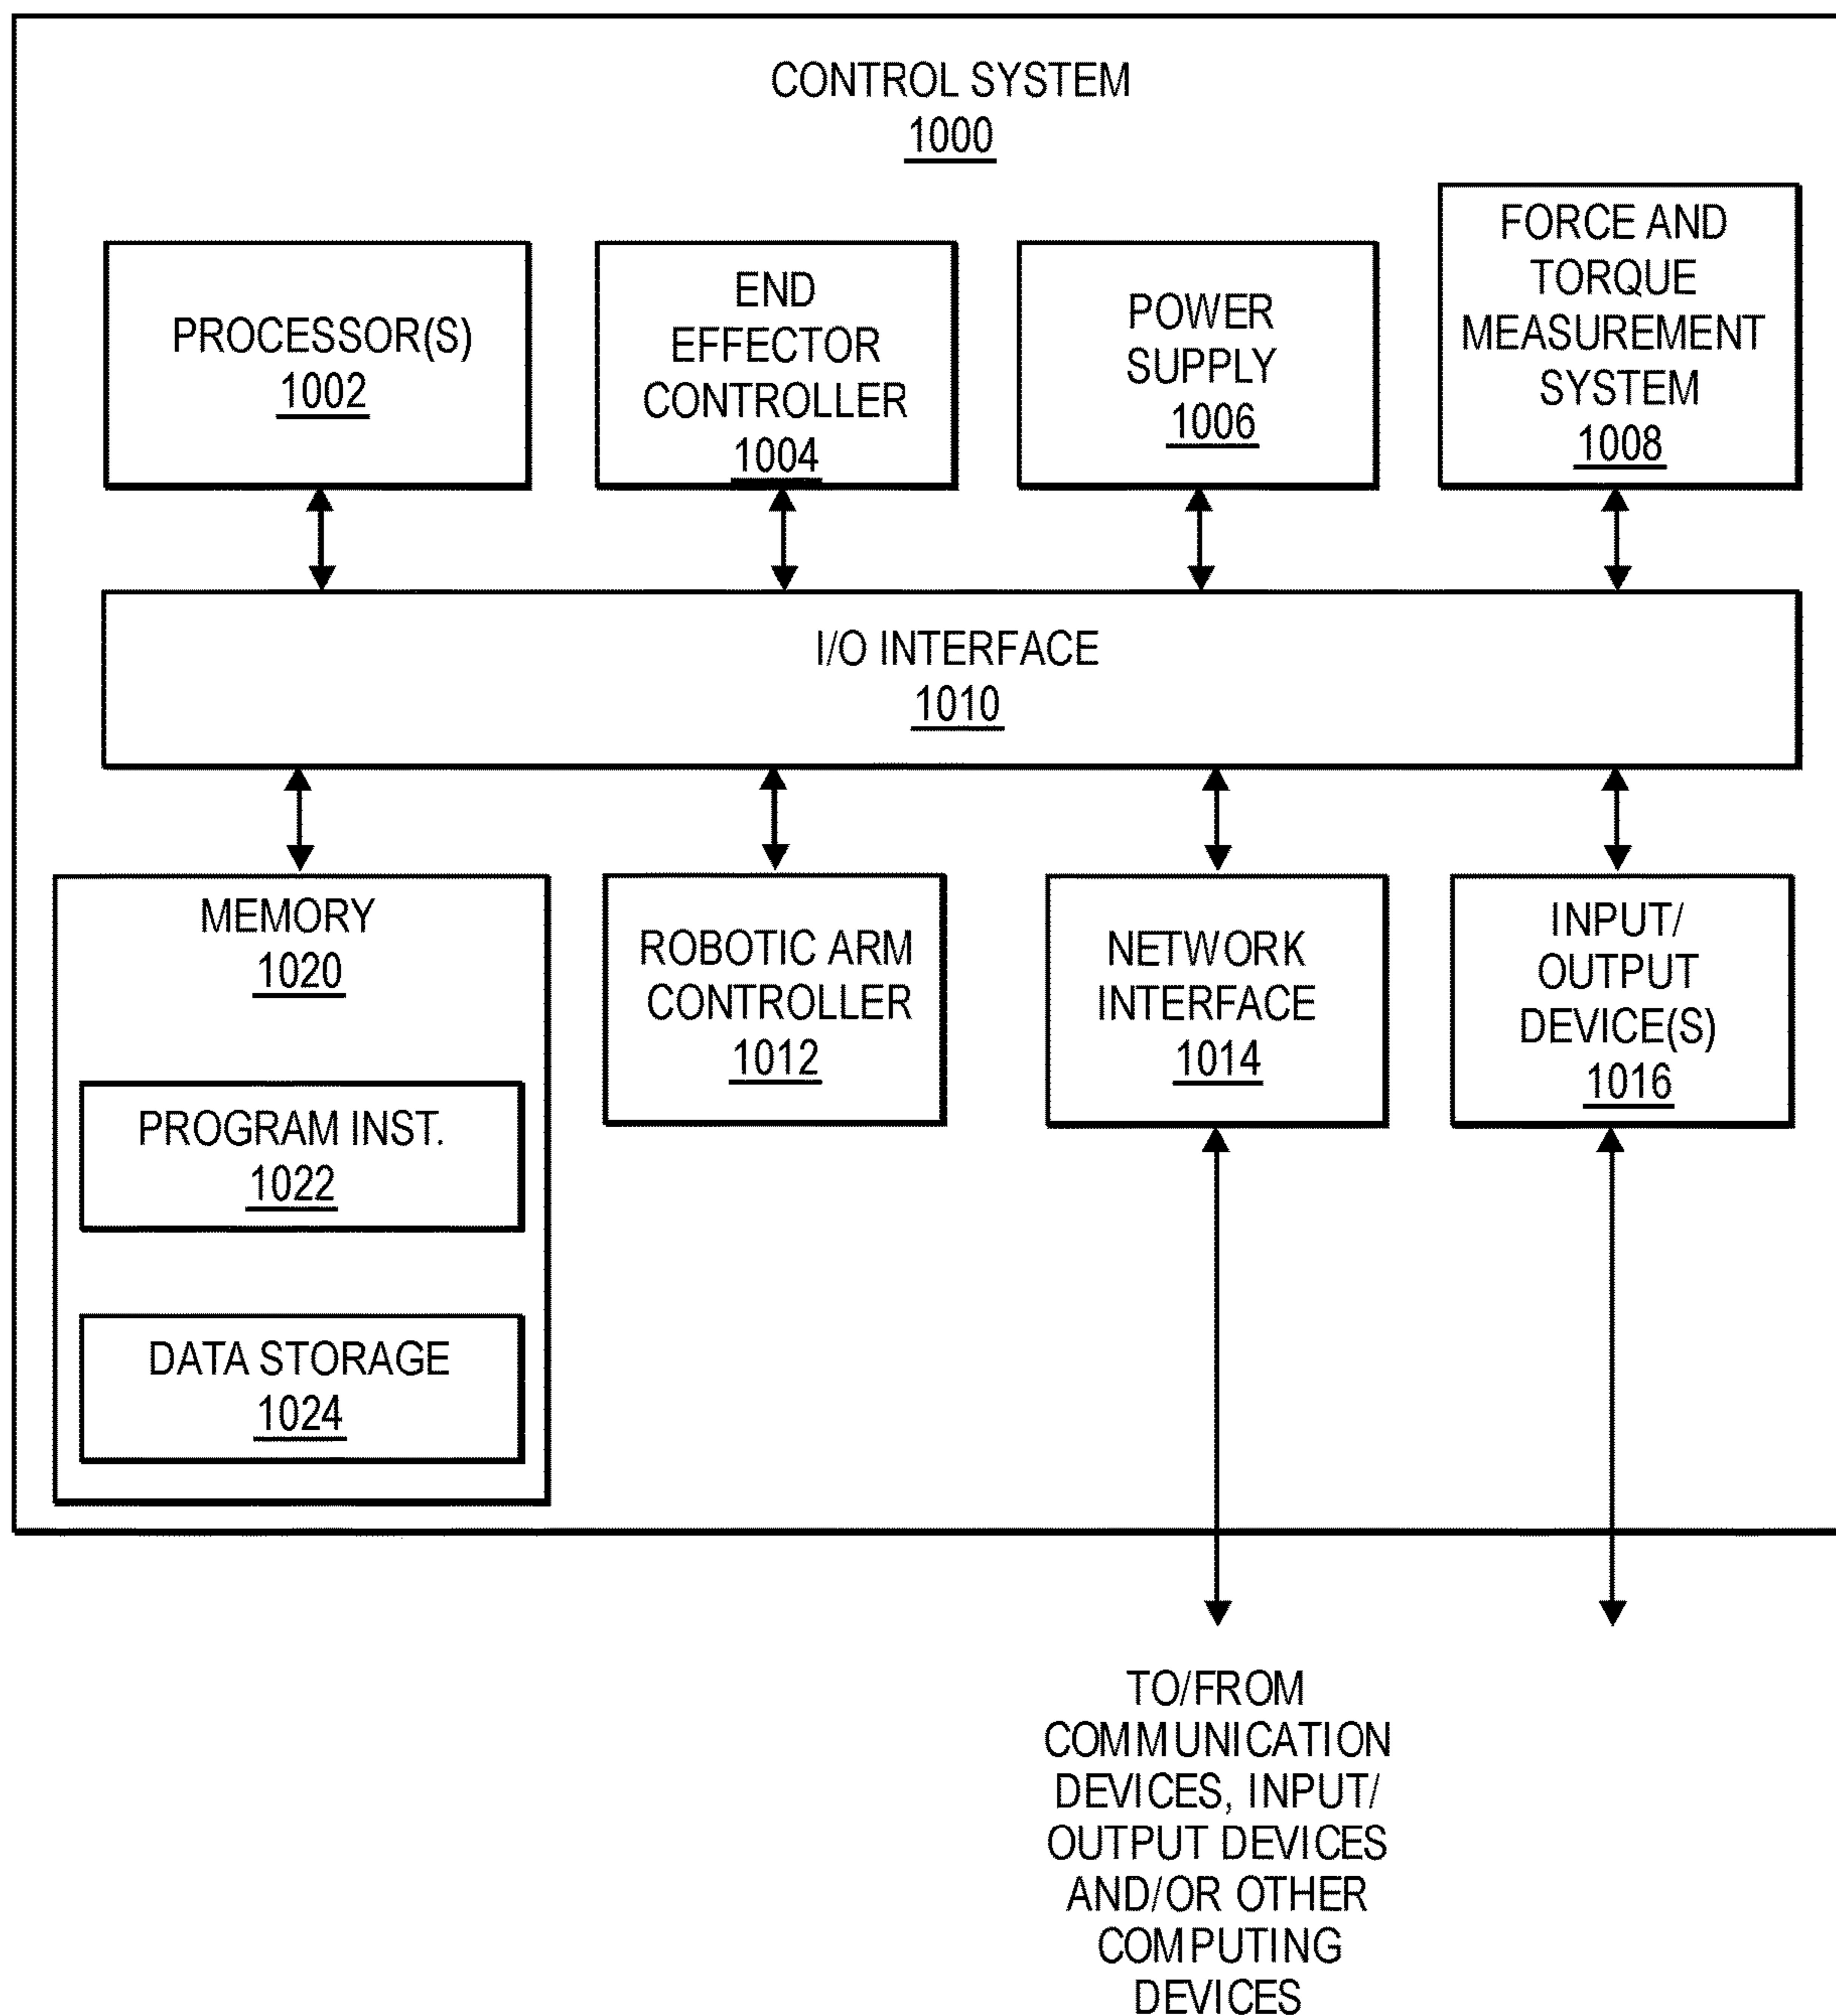 CONTROL SYSTEM
1000
PROCESSOR(S)
1002
END
EFFECTOR
CONTROLLER
1004
POWER
SUPPLY
1006
FORCE AND
TORQUE
MEASUREMENT
SYSTEM
1008
I/O INTERFACE
1010
MEMORY
1020
PROGRAM INST.
1022
DATA STORAGE
1024
ROBOTIC ARM
CONTROLLER
1012
NETWORK
INTERFACE
1014
INPUT/
OUTPUT
DEVICE(S)
1016
TO/FROM
COMMUNICATION
DEVICES, INPUT/
OUTPUT DEVICES
AND/OR OTHER
COMPUTING
DEVICES